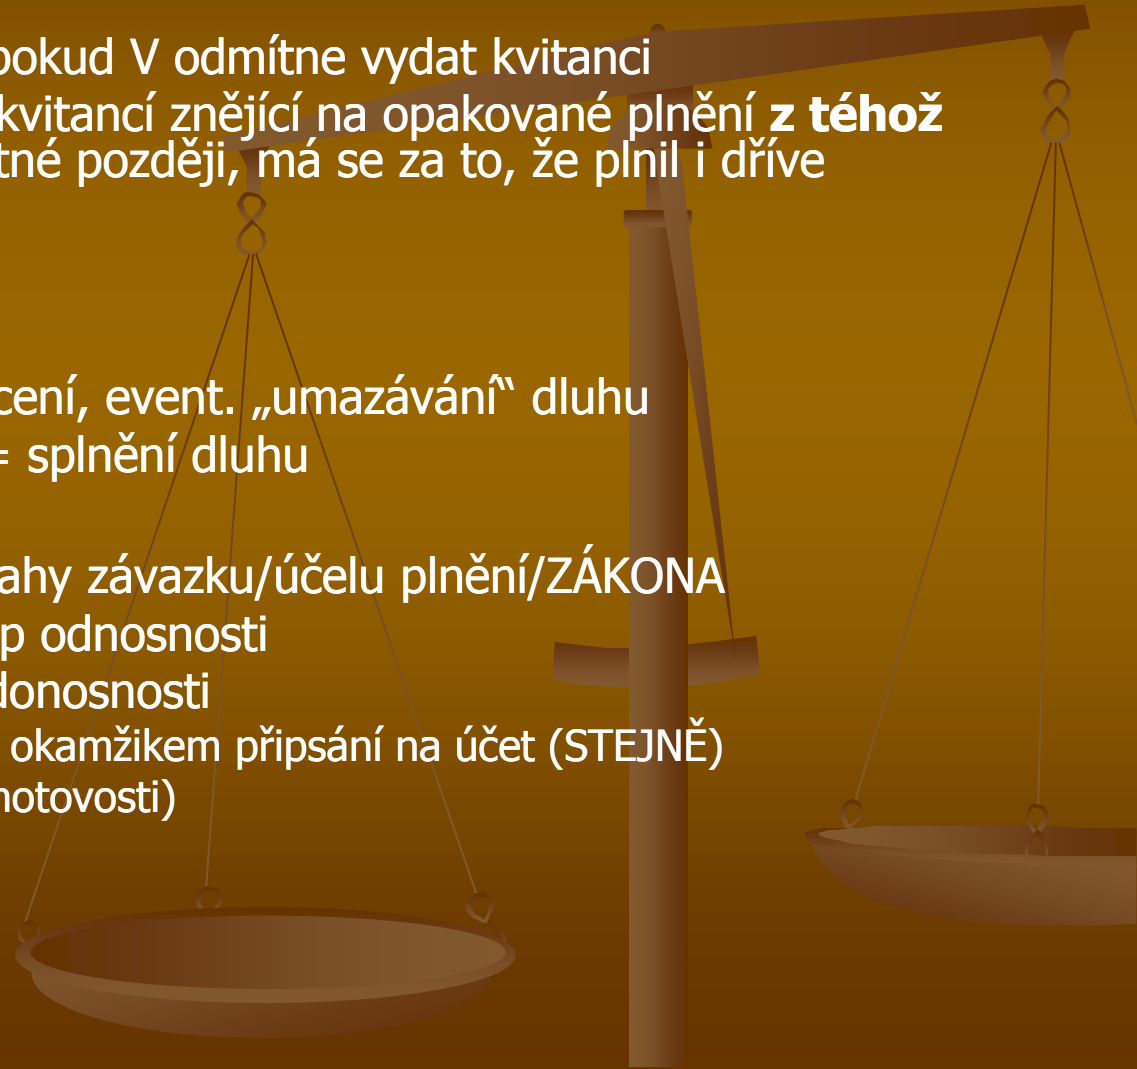 pokud V odmítne vydat kvitanci
kvitancí znějící na opakované plnění z téhož
tné později, má se za to, že plnil i dříve
cení, event. „umazávání“ dluhu
= splnění dluhu
ahy závazku/účelu plnění/ZÁKONA
p odnosnosti
donosnosti
okamžikem připsání na účet (STEJNĚ)
hotovosti)